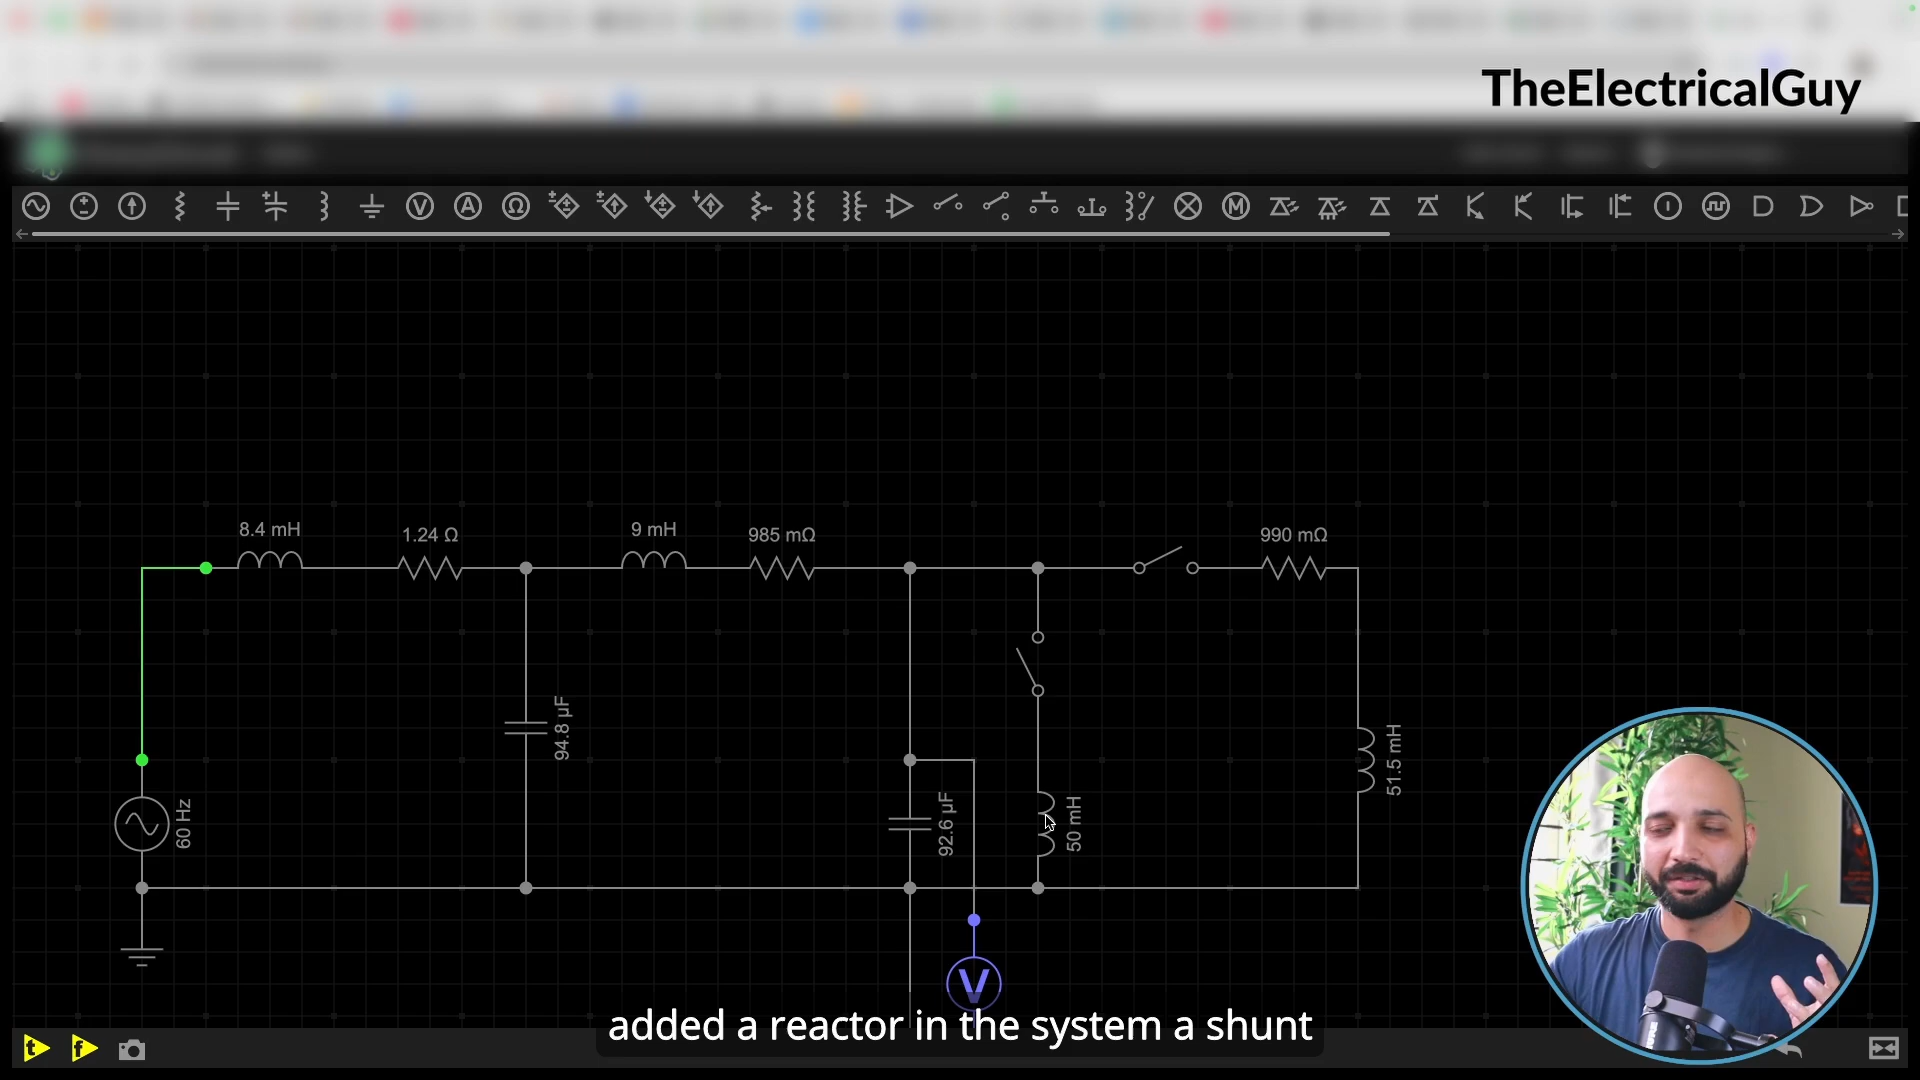 TheElectricalGuy
8.4 mH
1.24 Ω
9 mH
985 mΩ
990 mΩ
94.8 μF
51.5 mH
60 Hz
92.6 μF
50 mH
V
added a reactor in the system a shunt
t
f